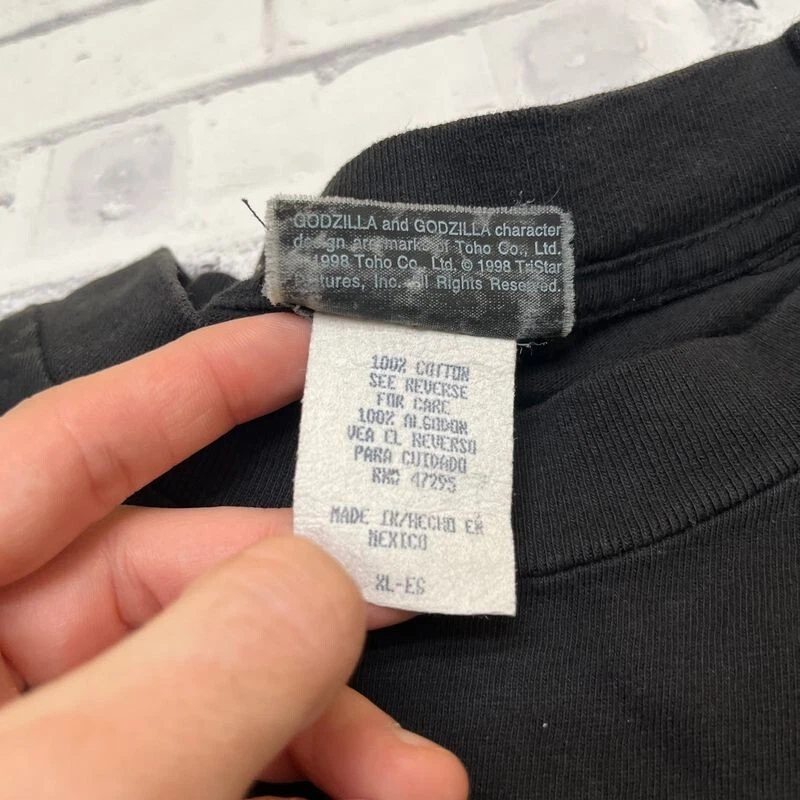 GODZILLA and GODZILLA character
design are marks of Toho Co., Ltd.
© 1998 Toho Co., Ltd. © 1998 TriStar
Pictures, Inc. All Rights Reserved.
100% COTTON
SEE REVERSE
FOR CARE
100% ALGODON
VEA EL REVERSO
PARA CUIDADO
47295
MADE IN/HECHO EN
MEXICO
XL-EG